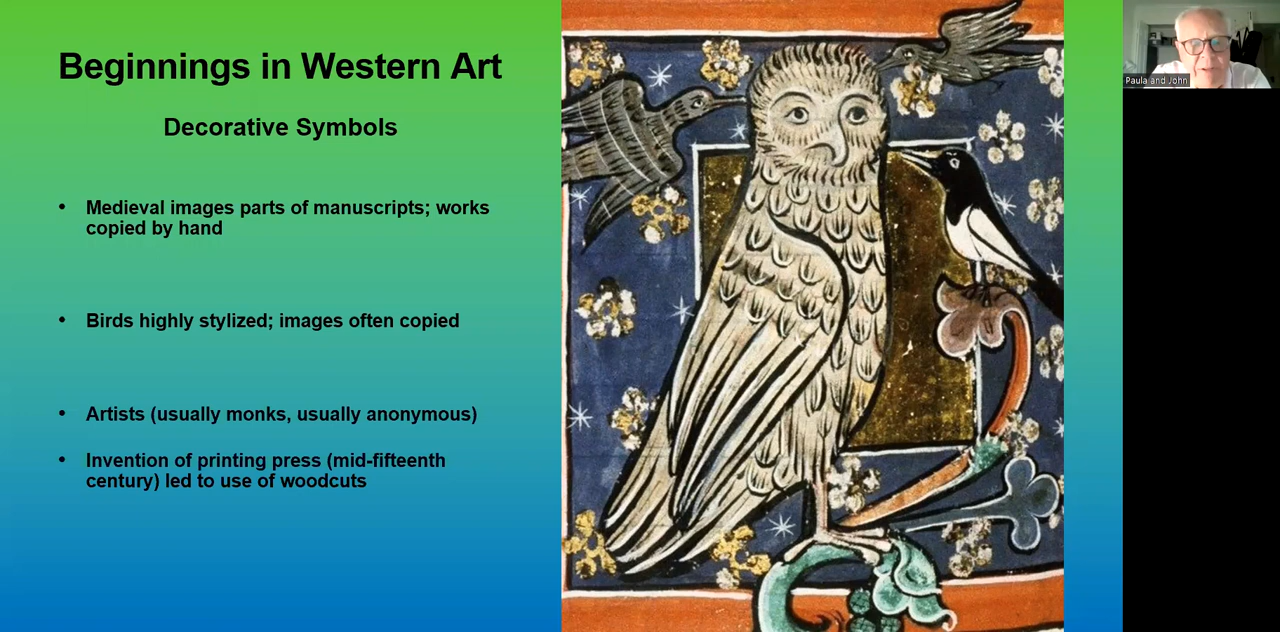 Beginnings in Western Art
Decorative Symbols
• Medieval images parts of manuscripts; works
copied by hand
• Birds highly stylized; images often copied
• Artists (usually monks, usually anonymous)
• Invention of printing press (mid-fifteenth
century) led to use of woodcuts
Paula and John